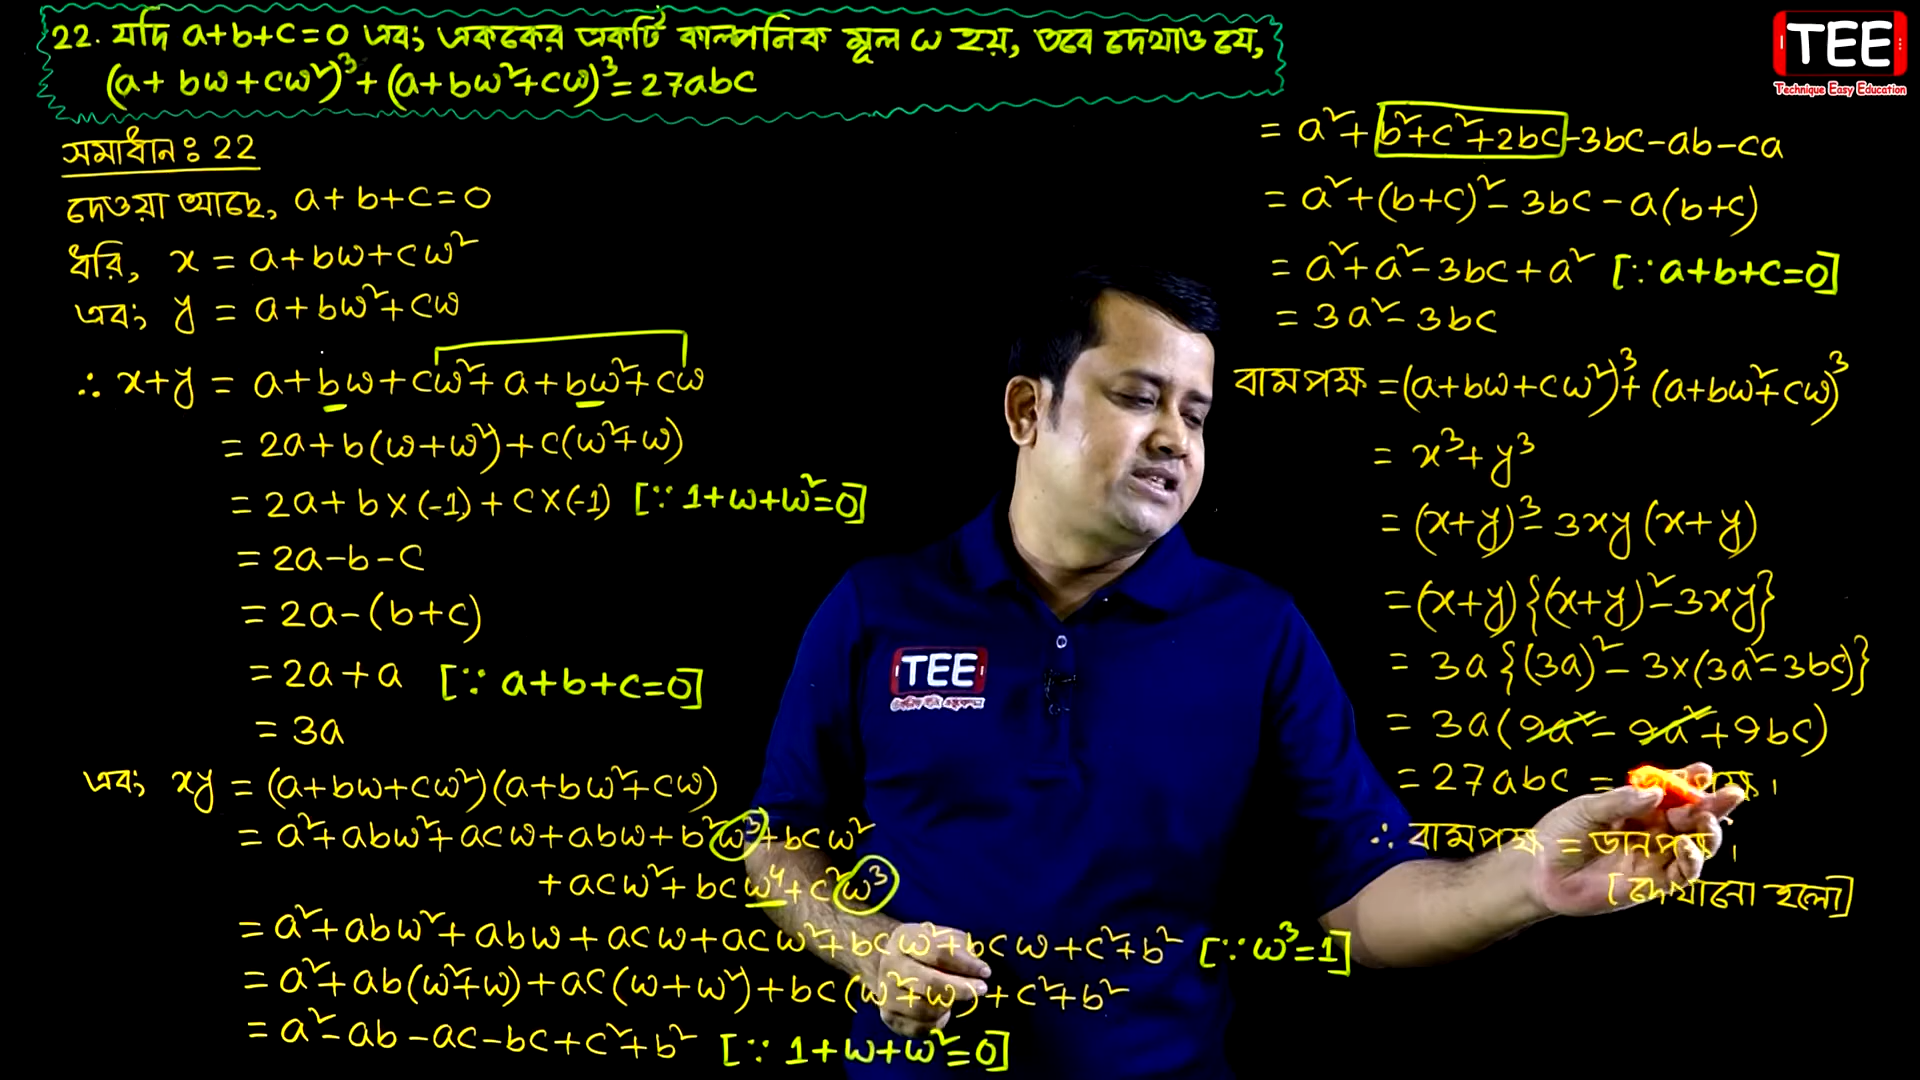 22. যদি a+b+c=0 এবং এককের একটি কাল্পনিক মূল ω হয়, তবে দেখাও যে,
(a+bω+cω²)³+(a+bω²+cω)³=27abc
TEE
Technique Easy Education
সমাধান: 22
দেওয়া আছে, a+b+c=0
ধরি, x = a+bω+cω²
এবং y = a+bω²+cω
∴ x+y = a+bω+cω²+a+bω²+cω
= 2a+b(ω+ω²)+c(ω²+ω)
= 2a+b×(-1)+c×(-1) [∵ 1+ω+ω²=0]
= 2a-b-c
= 2a-(b+c)
= 2a+a [∵ a+b+c=0]
= 3a
এবং xy = (a+bω+cω²)(a+bω²+cω)
= a²+abω²+acω+abω+b²ω³+bcω²
+acω²+bcω⁴+c²ω³
= a²+abω²+abω+acω+acω²+bcω²+bcω+c²+b² [∵ ω³=1]
= a²+ab(ω²+ω)+ac(ω+ω²)+bc(ω²+ω)+c²+b²
= a²-ab-ac-bc+c²+b² [∵ 1+ω+ω²=0]
= a²+b²+c²+2bc-3bc-ab-ca
= a²+(b+c)²-3bc-a(b+c)
= a²+a²-3bc+a² [∵ a+b+c=0]
= 3a²-3bc
বামপক্ষ = (a+bω+cω²)³+(a+bω²+cω)³
= x³+y³
= (x+y)³-3xy(x+y)
= (x+y){(x+y)²-3xy}
= 3a{(3a)²-3×(3a²-3bc)}
= 3a(9a²-9a²+9bc)
= 27abc =
∴ বামপক্ষ = ডানপক্ষ।
[দেখানো হলো]
TEE